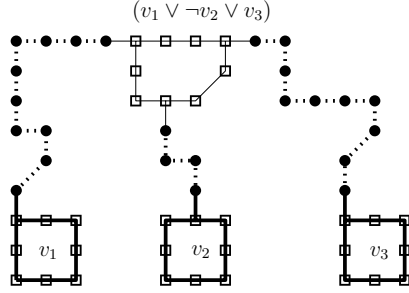 (v₁ ∨ ¬v₂ ∨ v₃)
v₁ v₂ v₃